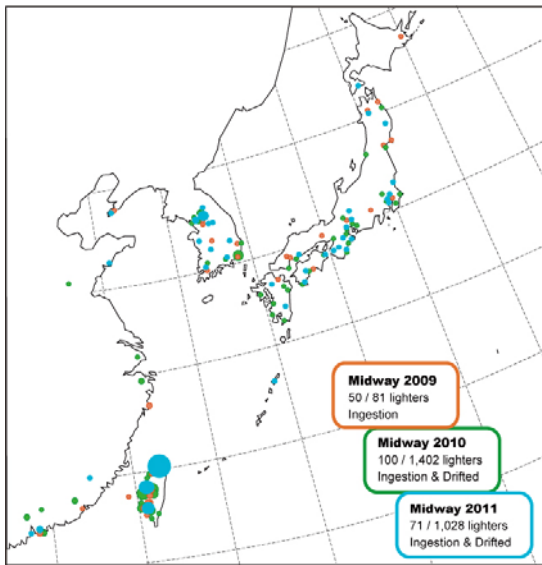 Midway 2009
50 / 81 lighters
Ingestion
Midway 2010
100 / 1,402 lighters
Ingestion & Drifted
Midway 2011
71 / 1,028 lighters
Ingestion & Drifted